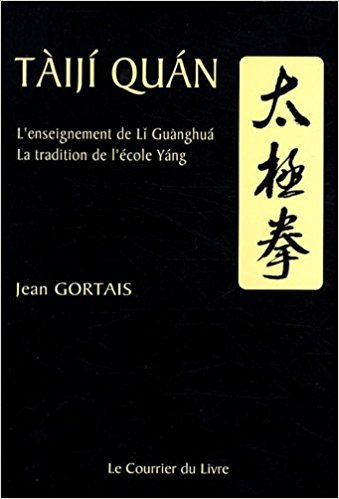 TÀIJÍ QUÁN
L'enseignement de Lǐ Guānghuá
La tradition de l'école Yáng
太極拳
Jean GORTAIS
Le Courrier du Livre